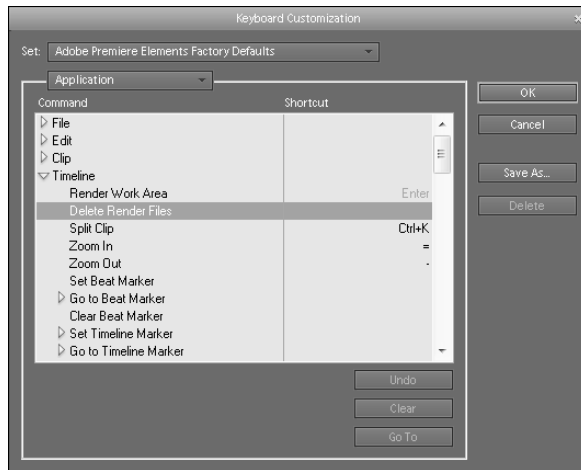 Keyboard Customization
Set: Adobe Premiere Elements Factory Defaults
Application
Command Shortcut
File
Edit
Clip
Timeline
Render Work Area Enter
Delete Render Files
Split Clip Ctrl+K
Zoom In =
Zoom Out -
Set Beat Marker
Go to Beat Marker
Clear Beat Marker
Set Timeline Marker
Go to Timeline Marker
OK
Cancel
Save As...
Delete
Undo
Clear
Go To